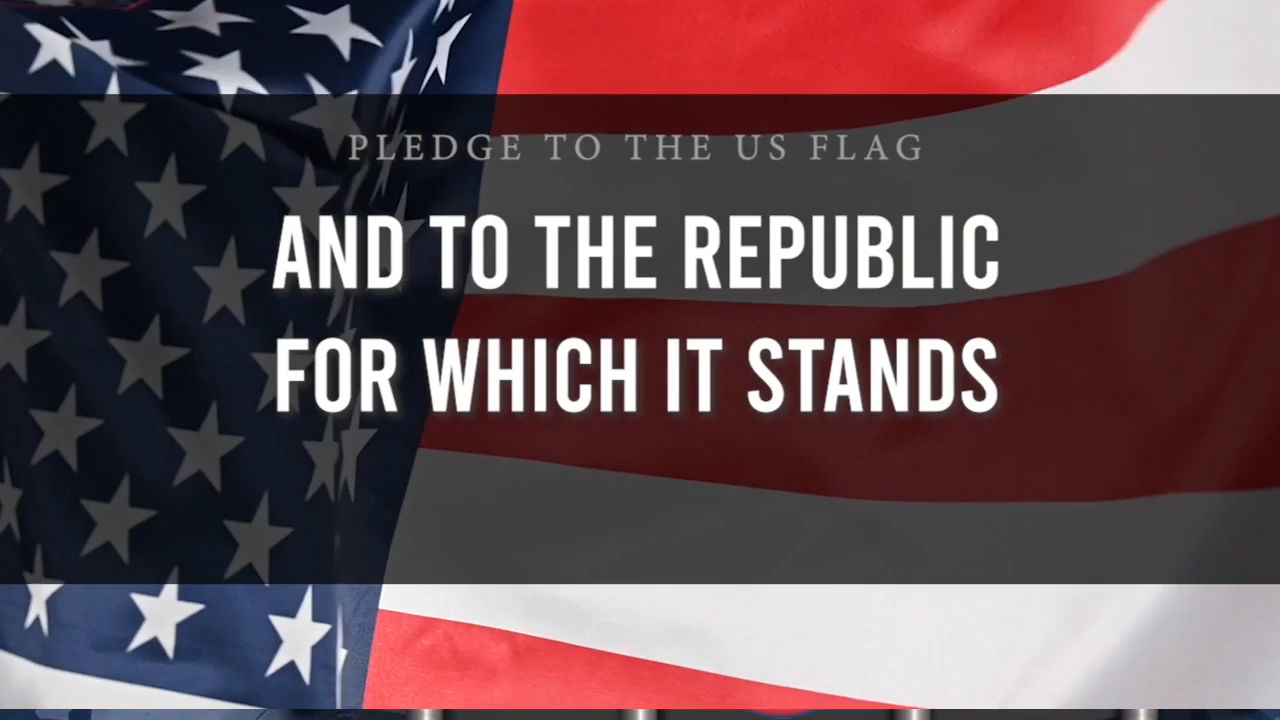 PLEDGE TO THE US FLAG
AND TO THE REPUBLIC
FOR WHICH IT STANDS